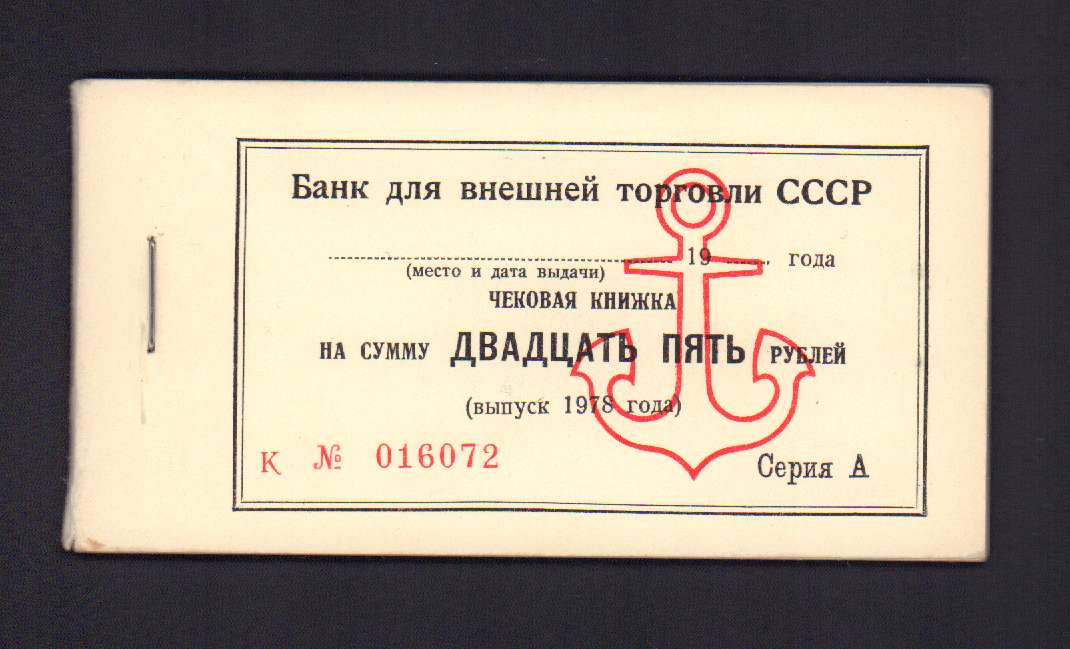 Банк для внешней торговли СССР
19 года
(место и дата выдачи)
ЧЕКОВАЯ КНИЖКА
НА СУММУ ДВАДЦАТЬ ПЯТЬ РУБЛЕЙ
(выпуск 1978 года)
К № 016072 Серия А